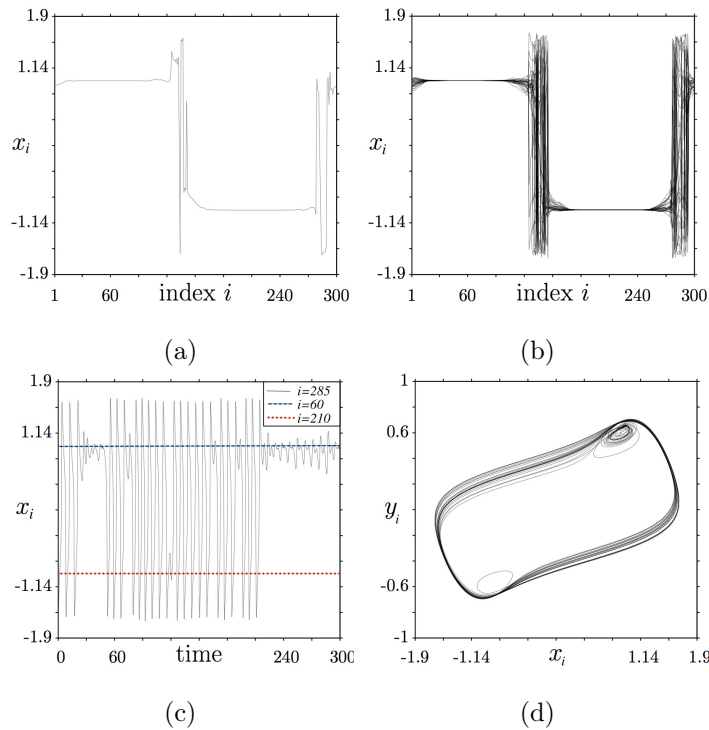 1.9
1.14
x_i
-1.14
-1.9
1
60
index i
240
300
(a)
1.9
1.14
x_i
-1.14
-1.9
1
60
index i
240
300
(b)
1.9
1.14
x_i
-1.14
-1.9
0
60
time
240
300
i=285
i=60
i=210
(c)
1
0.6
y_i
-0.6
-1
-1.9
-1.14
x_i
1.14
1.9
(d)